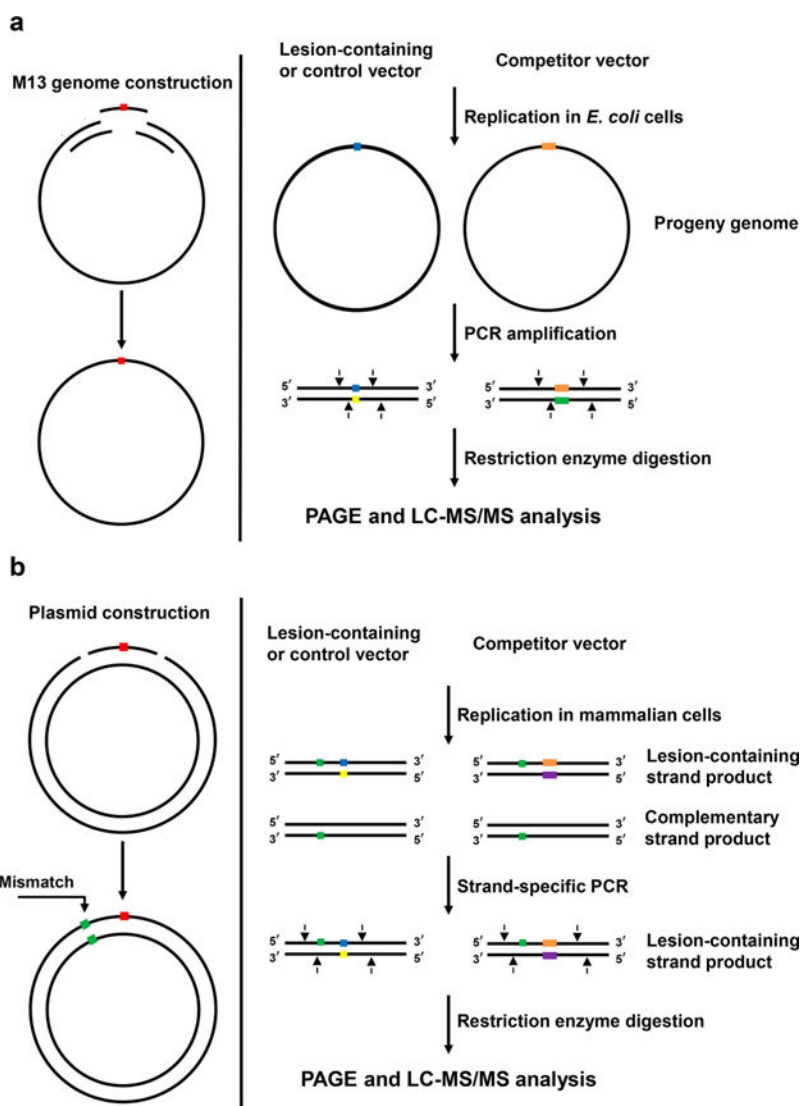 a
M13 genome construction
Lesion-containing
or control vector
Competitor vector
Replication in E. coli cells
Progeny genome
PCR amplification
5′ 3′
3′ 5′
5′ 3′
3′ 5′
Restriction enzyme digestion
PAGE and LC-MS/MS analysis
b
Plasmid construction
Mismatch
Lesion-containing
or control vector
Competitor vector
Replication in mammalian cells
5′ 3′
3′ 5′
5′ 3′
3′ 5′
Lesion-containing
strand product
5′ 3′
3′ 5′
5′ 3′
3′ 5′
Complementary
strand product
Strand-specific PCR
5′ 3′
3′ 5′
5′ 3′
3′ 5′
Lesion-containing
strand product
Restriction enzyme digestion
PAGE and LC-MS/MS analysis